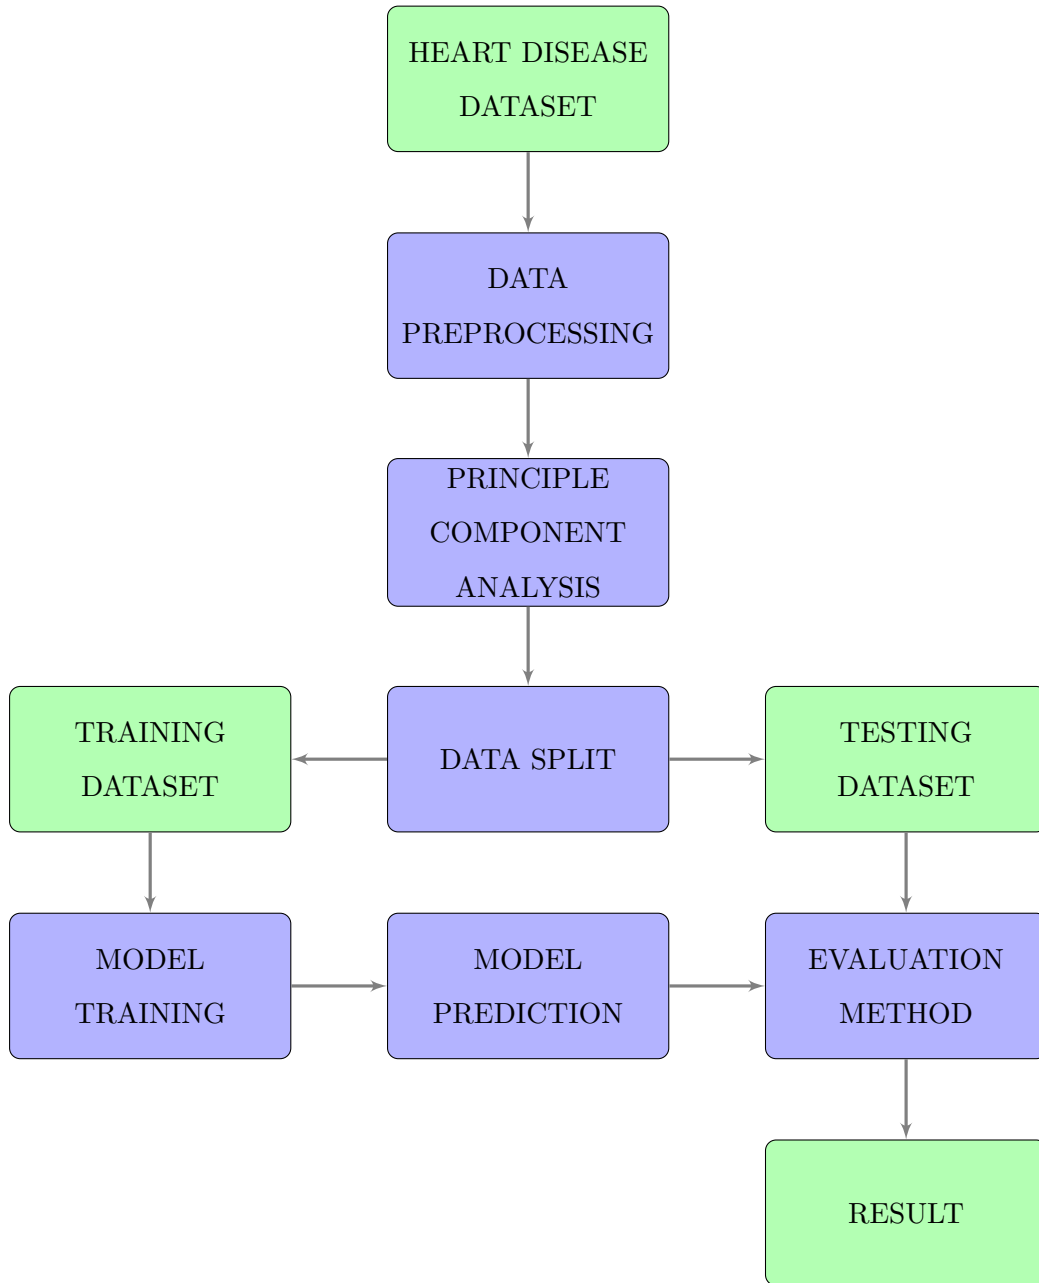 HEART DISEASE
DATASET
DATA
PREPROCESSING
PRINCIPLE
COMPONENT
ANALYSIS
TRAINING
DATASET
DATA SPLIT
TESTING
DATASET
MODEL
TRAINING
MODEL
PREDICTION
EVALUATION
METHOD
RESULT